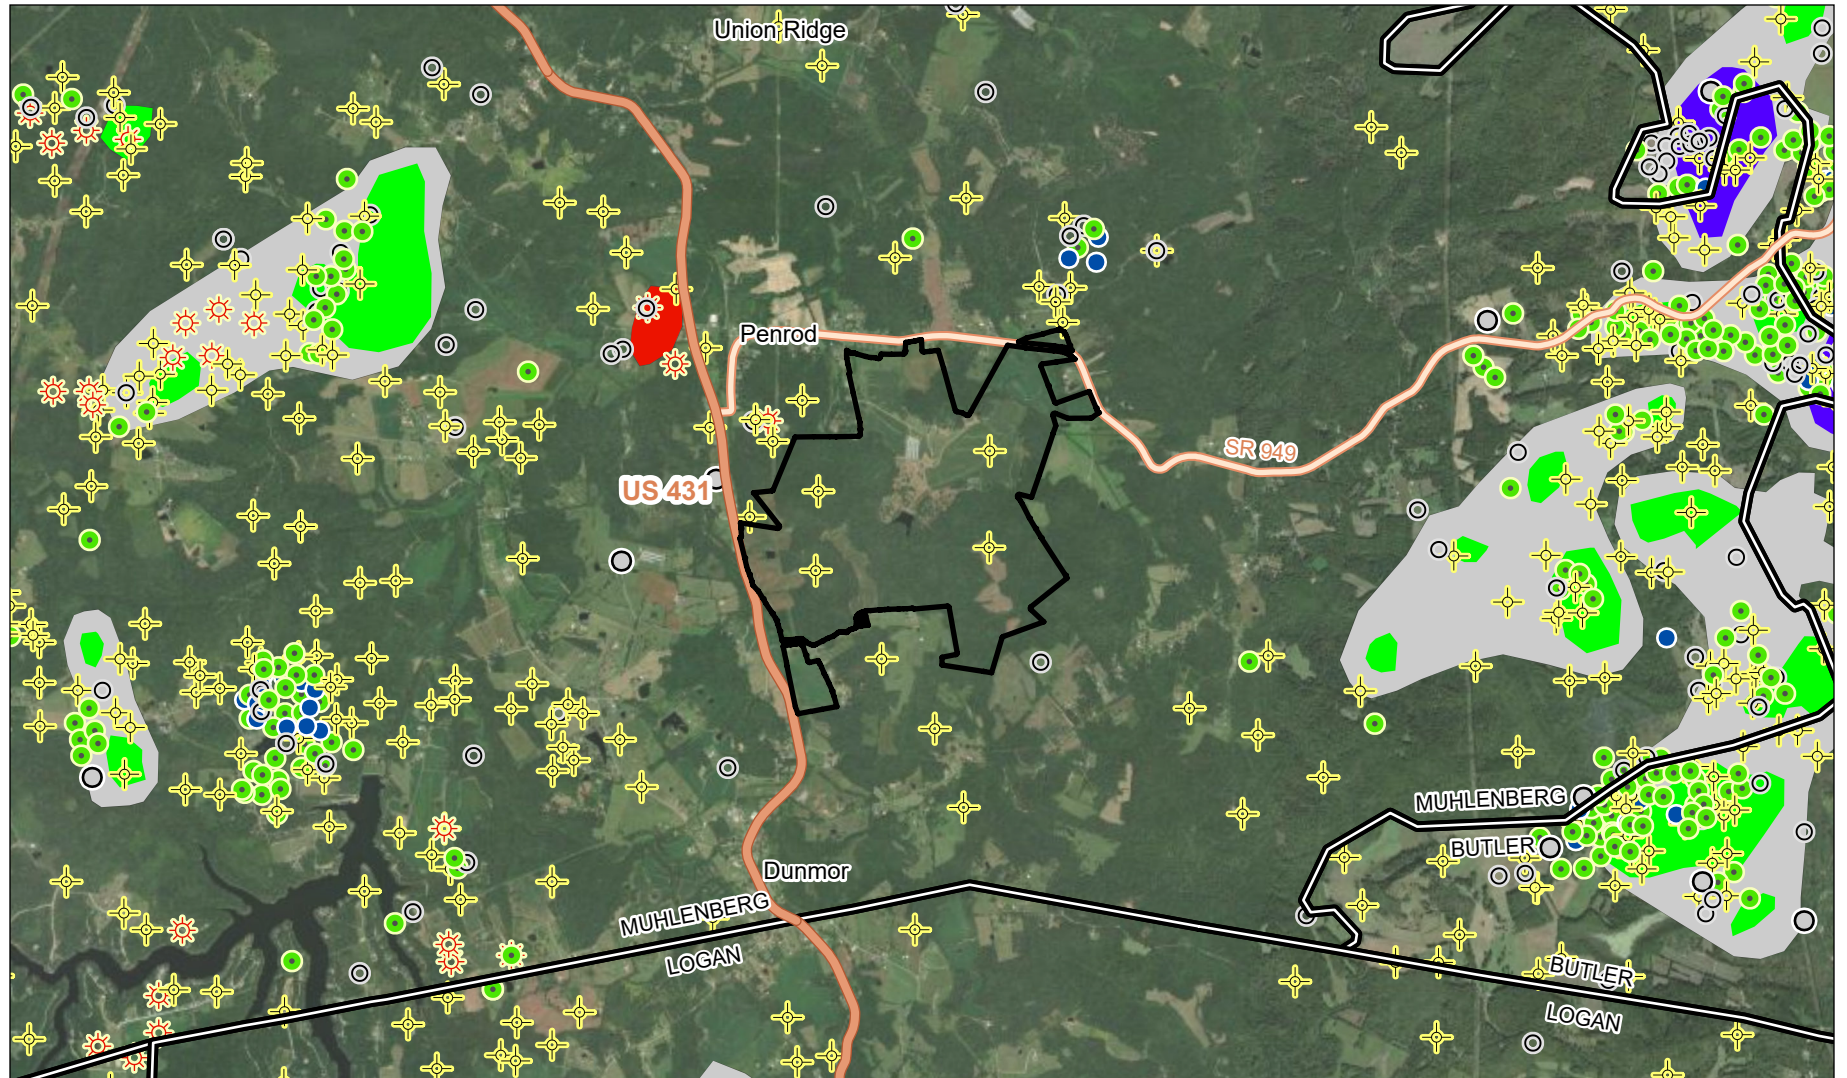 Union Ridge
Penrod
SR 949
US 431
MUHLENBERG
BUTLER
Dunmor
MUHLENBERG
LOGAN
BUTLER
LOGAN